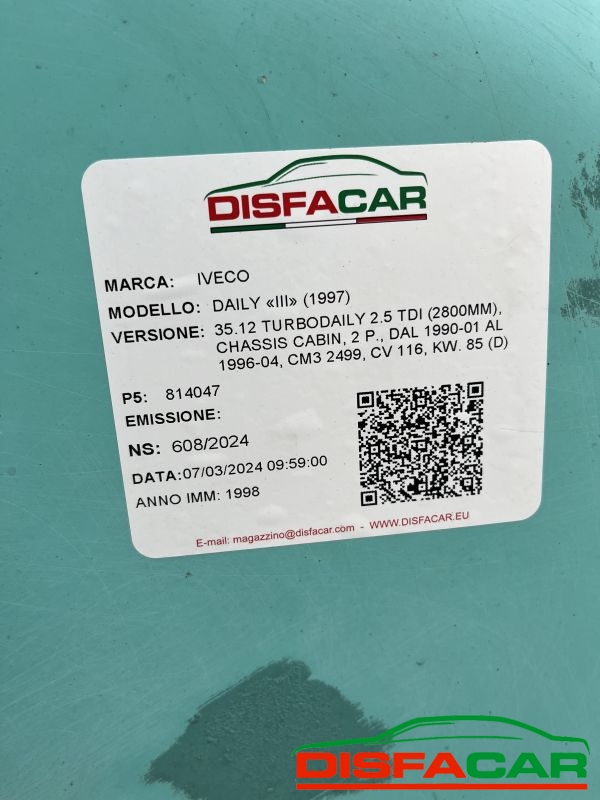 DISFACAR
MARCA: IVECO
MODELLO: DAILY «III» (1997)
VERSIONE: 35.12 TURBODAILY 2.5 TDI (2800MM),
CHASSIS CABIN, 2 P., DAL 1990-01 AL
1996-04, CM3 2499, CV 116, KW. 85 (D)
P5: 814047
EMISSIONE:
NS: 608/2024
DATA:07/03/2024 09:59:00
ANNO IMM: 1998
E-mail: magazzino@disfacar.com - WWW.DISFACAR.EU
DISFACAR